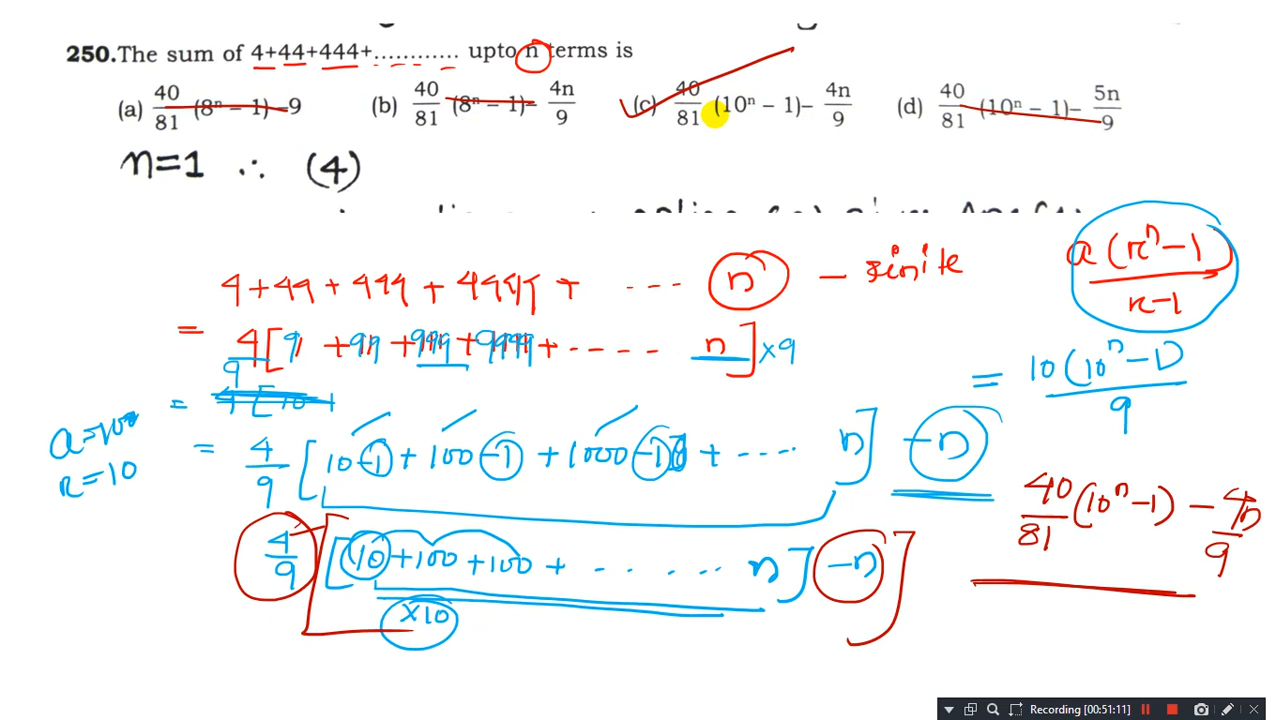 250. The sum of 4+44+444+............ upto n terms is
(a) 40/81 (8ⁿ – 1) –9 (b) 40/81 (8ⁿ – 1)– 4n/9 (c) 40/81 (10ⁿ – 1)– 4n/9 (d) 40/81 (10ⁿ – 1)– 5n/9
n=1 ∴ (4)
a(r^n-1)/r-1
4+44+444+4444+ ... n - finite
= 4/9[9+99+999+9999+..... n]×9
= 10(10^n-1)/9
a=10
r=10
= 4/9[10-1+100-1+1000-1+.... n] -n
40/81(10^n-1) - 4n/9
4/9[[10+100+100+ ...... n] -n]
×10
Recording [00:51:11]